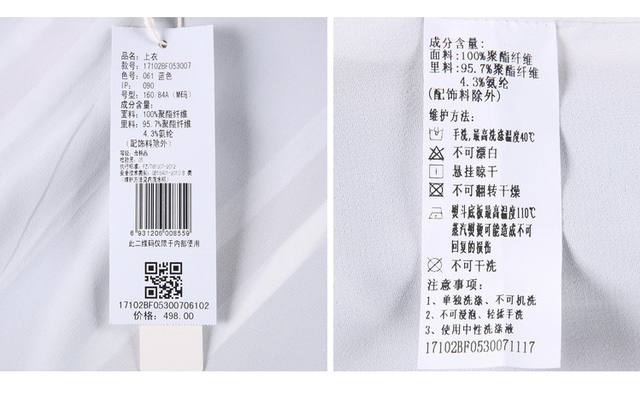 品名：上衣
款号：17102BF053007
色号：061 蓝色
IP： 090
号型：160/84A（M码）
成分含量：
面料：100%聚酯纤维
里料：95.7%聚酯纤维
4.3%氨纶
(配饰料除外)
等级：合格品
6931206008559
此二维码仅限于内部使用
17102BF05300706102
价格：498.00
成分含量：
面料：100%聚酯纤维
里料：95.7%聚酯纤维
4.3%氨纶
(配饰料除外)
维护方法：
手洗,最高洗涤温度40℃
不可漂白
悬挂晾干
不可翻转干燥
熨斗底板最高温度110℃
蒸汽熨烫可能造成不可
回复的损伤
不可干洗
注意事项：
1、单独洗涤、不可机洗
2、不可浸泡、轻揉手洗
3、使用中性洗涤液
17102BF0530071117